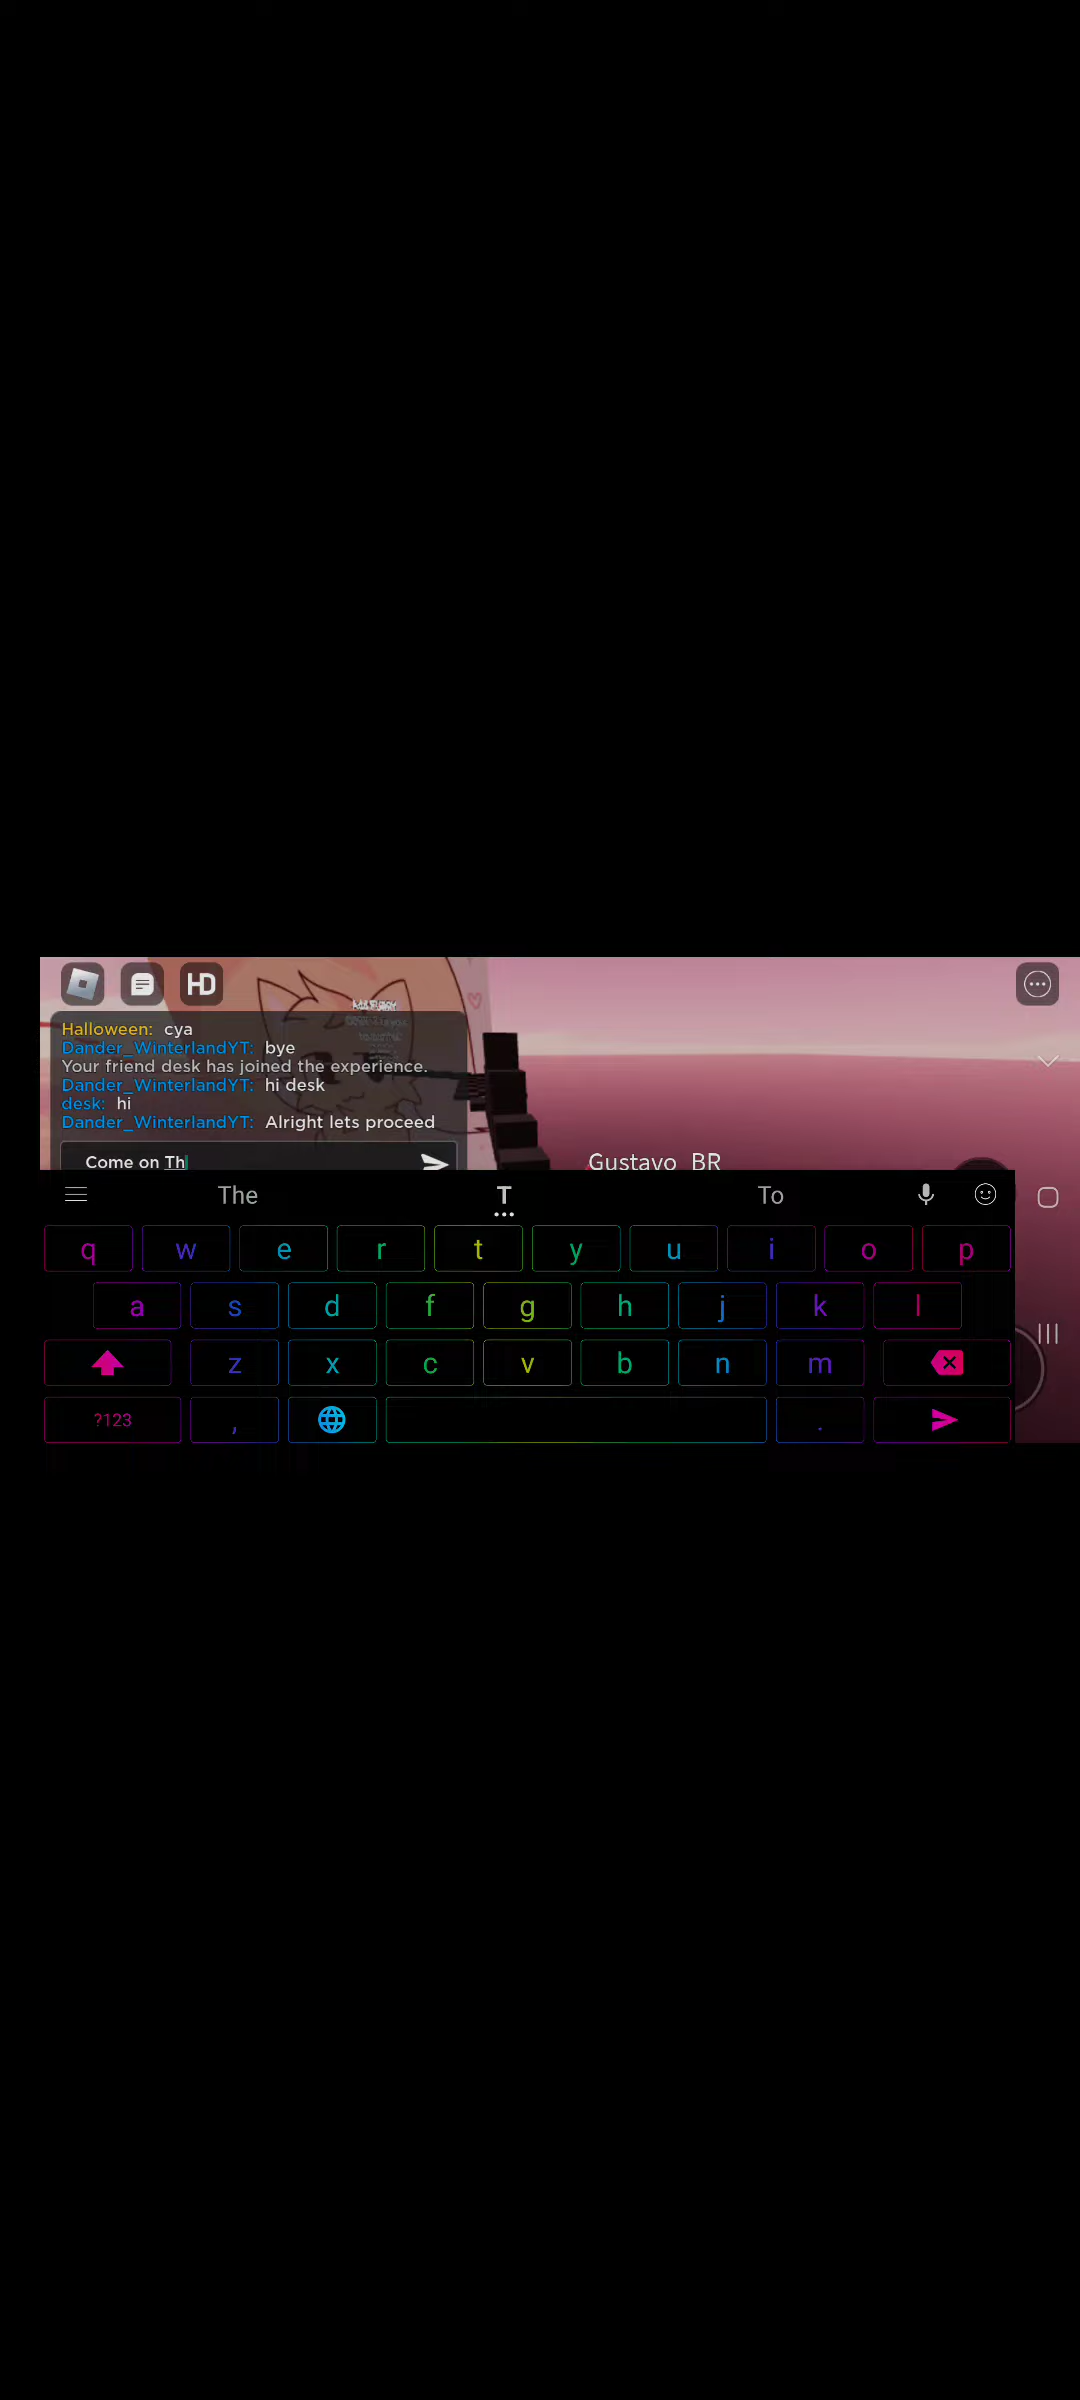 HD
Halloween: cya
Dander_WinterlandYT: bye
Your friend desk has joined the experience.
Dander_WinterlandYT: hi desk
desk: hi
Dander_WinterlandYT: Alright lets proceed
Come on Th
Gustavo_BR
The T To
q w e r t y u i o p
a s d f g h j k l
z x c v b n m
?123 , .